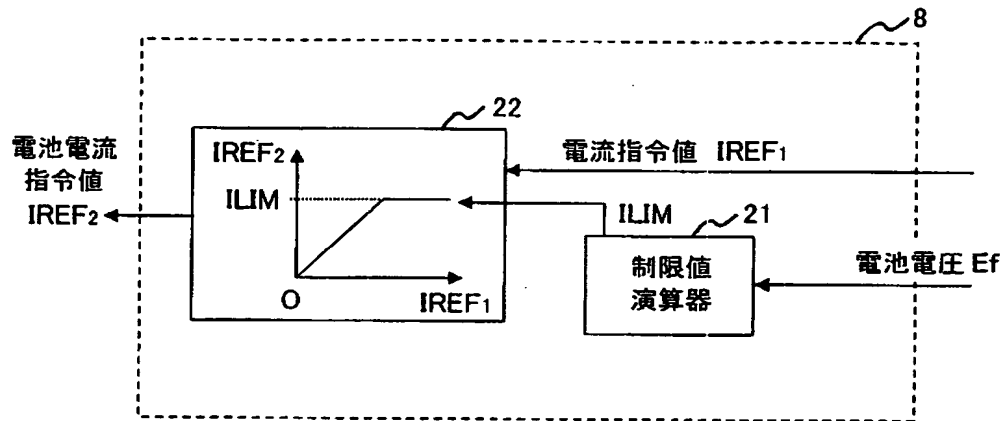 8
22
電池電流
指令値
IREF2
IREF2
ILIM
O
IREF1
電流指令値 IREF1
ILIM
21
制限値
演算器
電池電圧 Ef